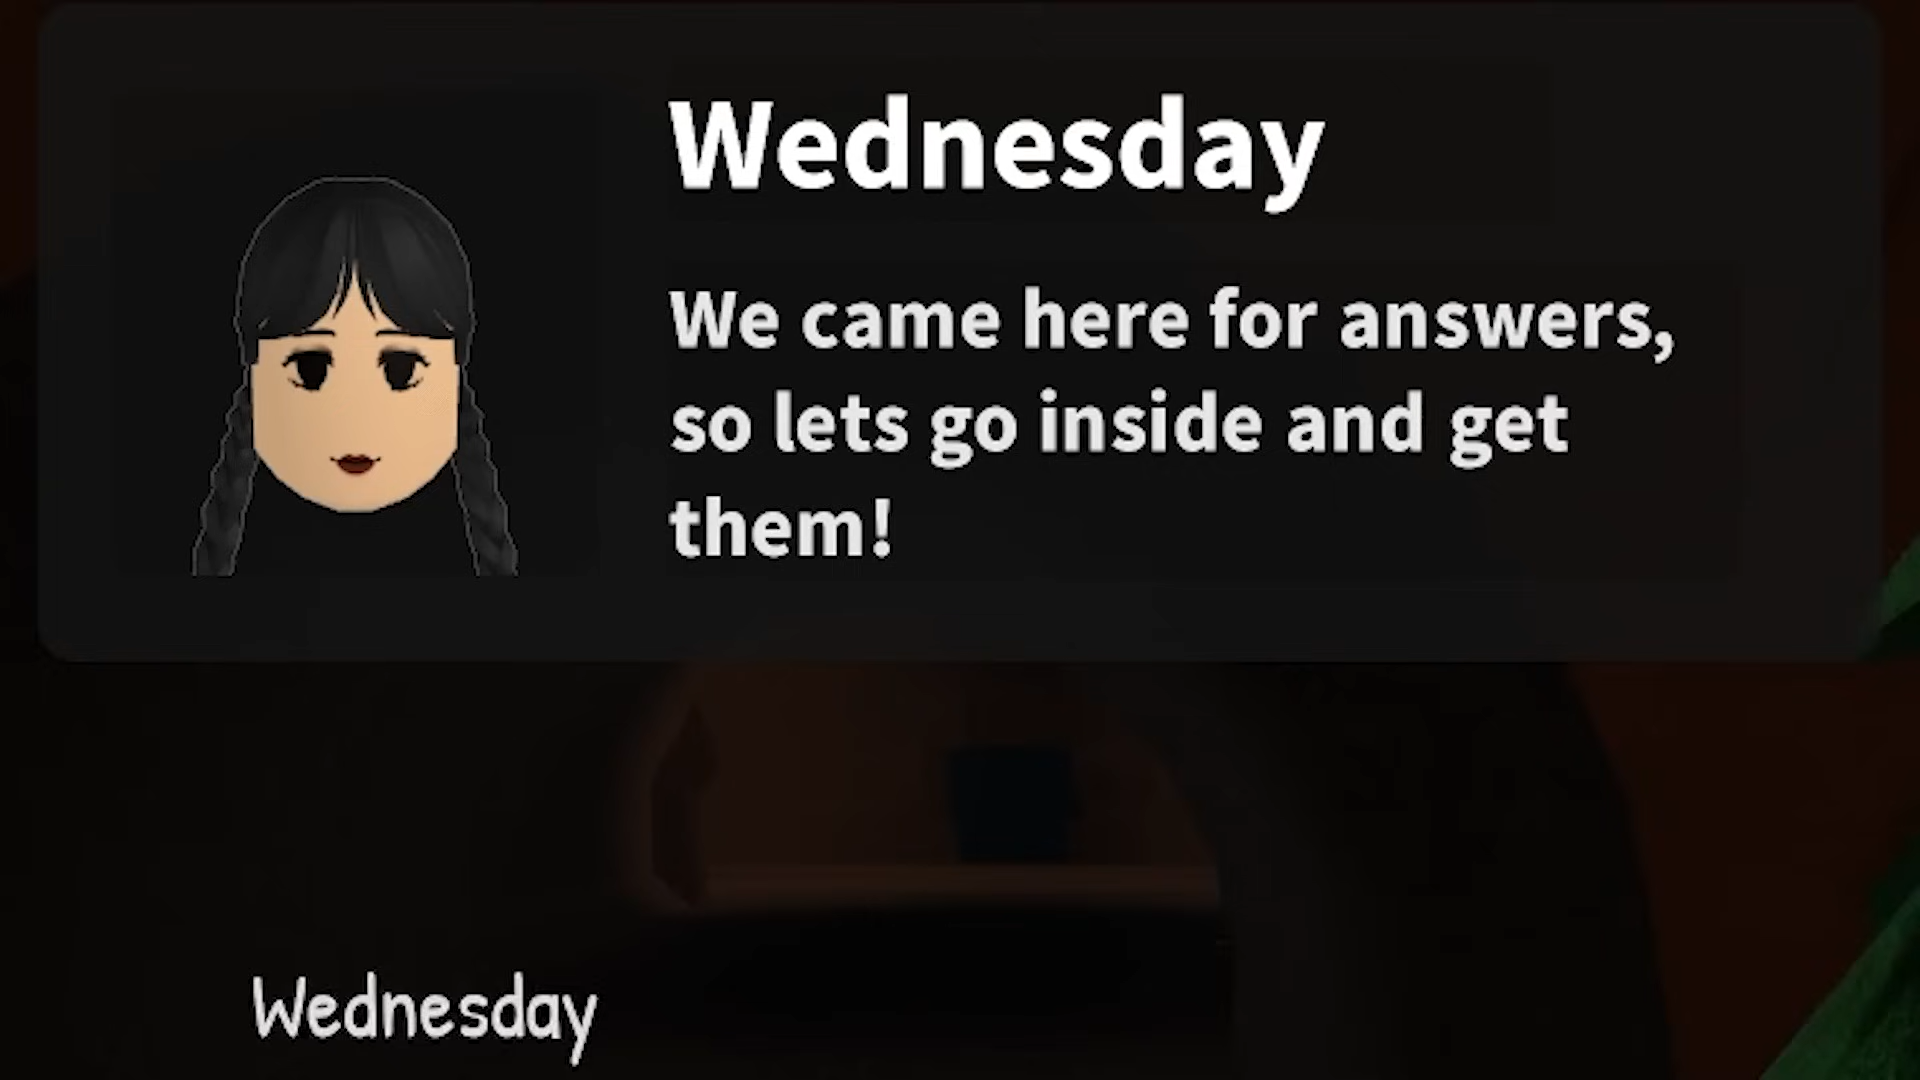 Wednesday
We came here for answers,
so lets go inside and get
them!
Wednesday